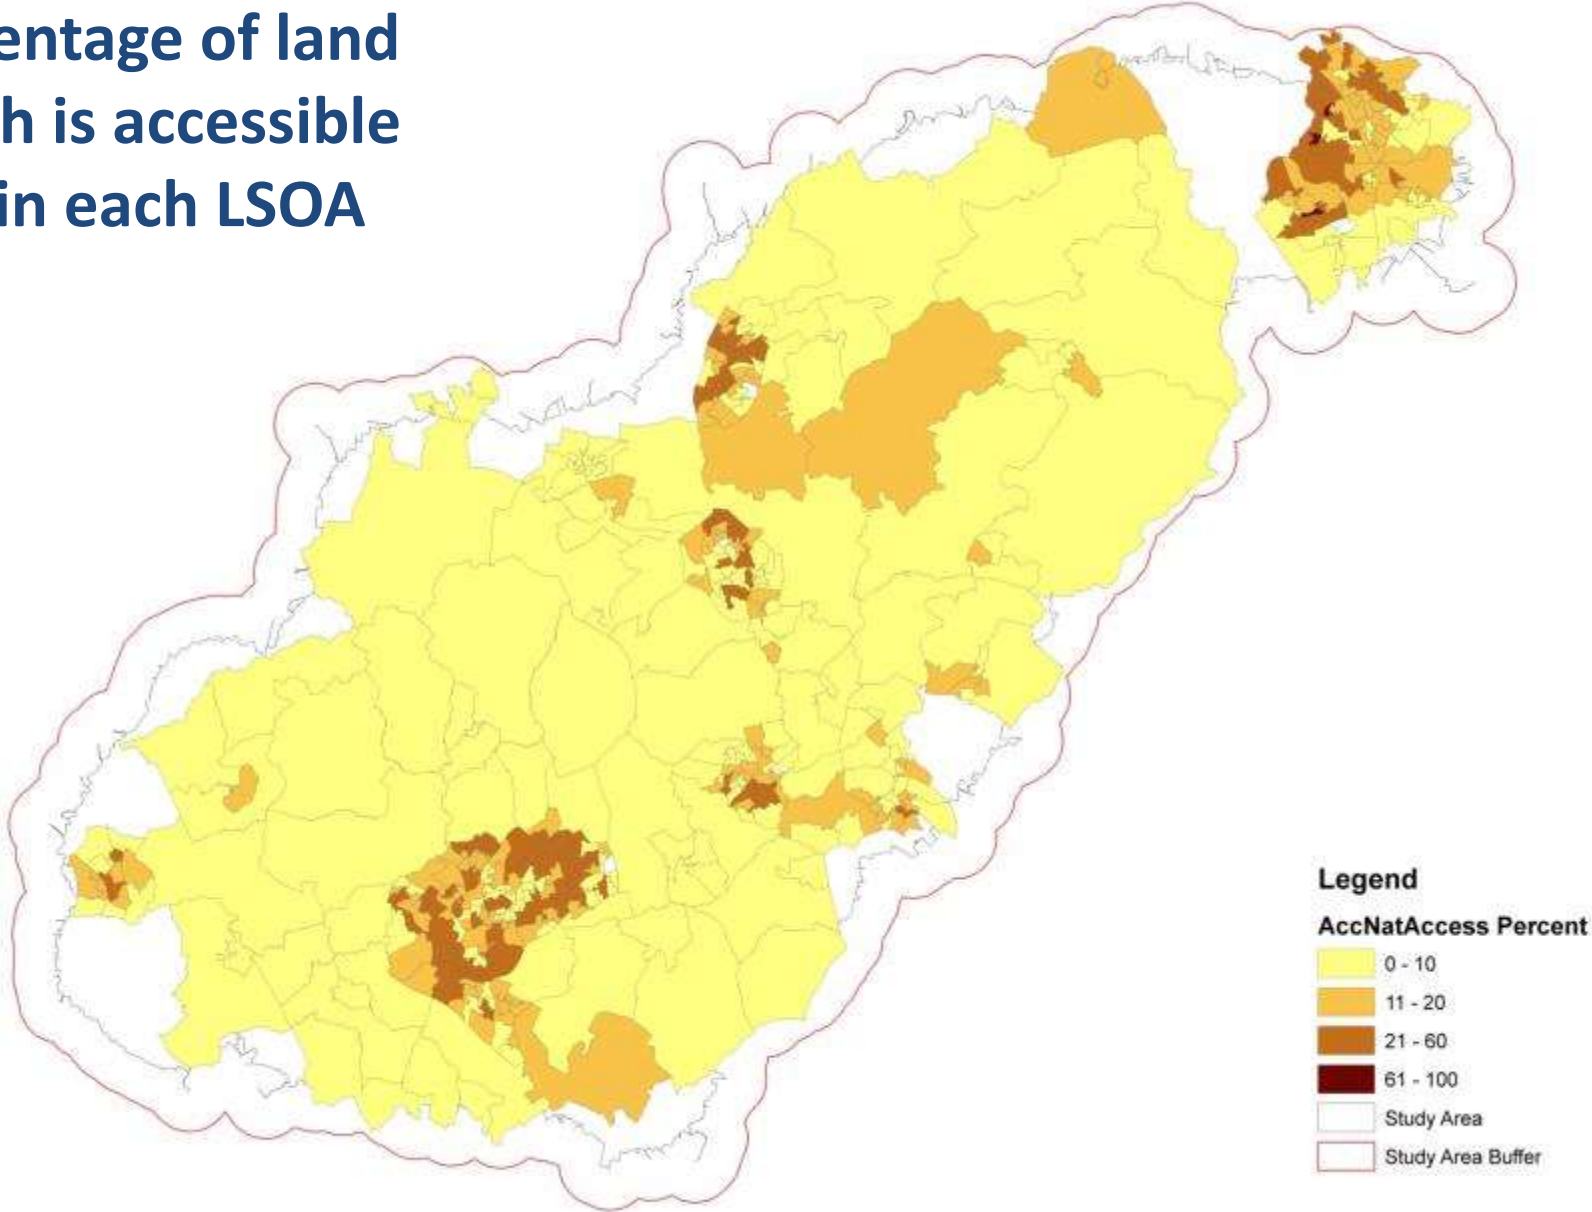 entage of land
h is accessible
in each LSOA
Legend
AccNatAccess Percent
0 - 10
11 - 20
21 - 60
61 - 100
Study Area
Study Area Buffer